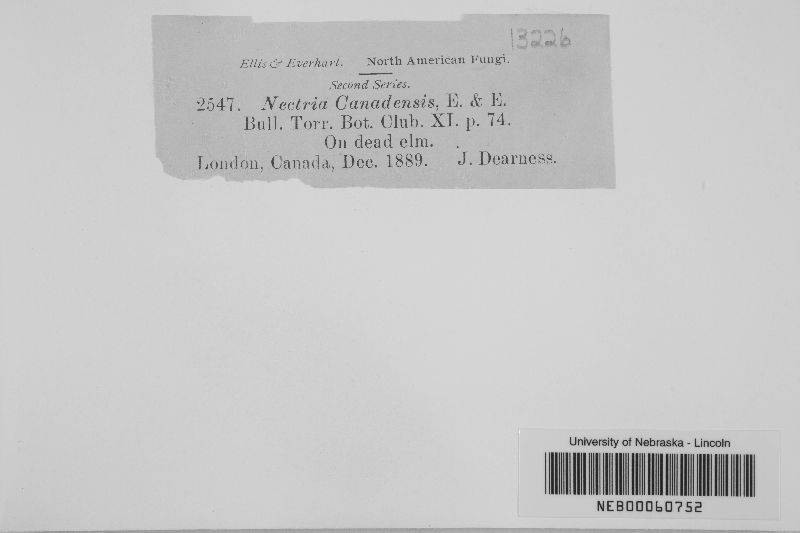 13226
Ellis & Everhart. North American Fungi.
Second Series.
2547. Nectria Canadensis, E. & E.
Bull. Torr. Bot. Club. XI. p. 74.
On dead elm.
London, Canada, Dec. 1889. J. Dearness.
University of Nebraska - Lincoln
NEB00060752